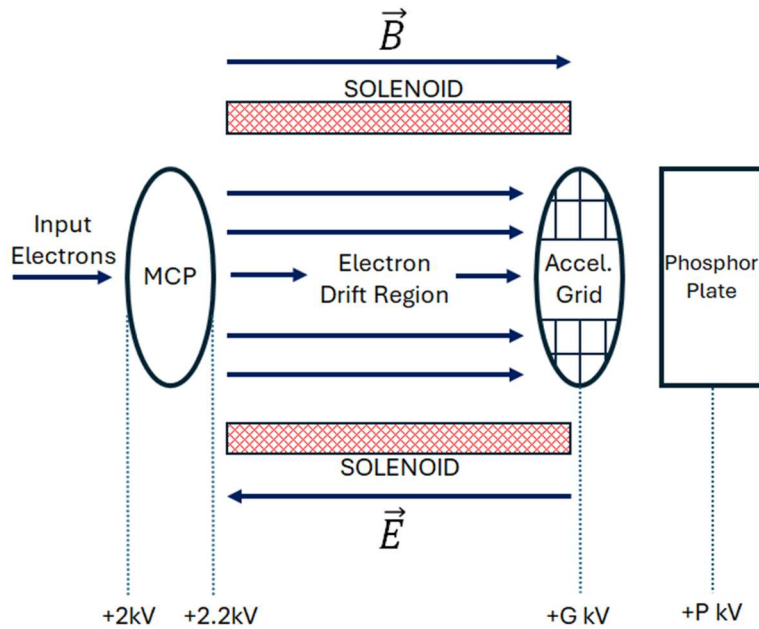 B
SOLENOID
Input
Electrons
MCP
Electron
Drift Region
Accel.
Grid
Phosphor
Plate
SOLENOID
E
+2kV
+2.2kV
+G kV
+P kV